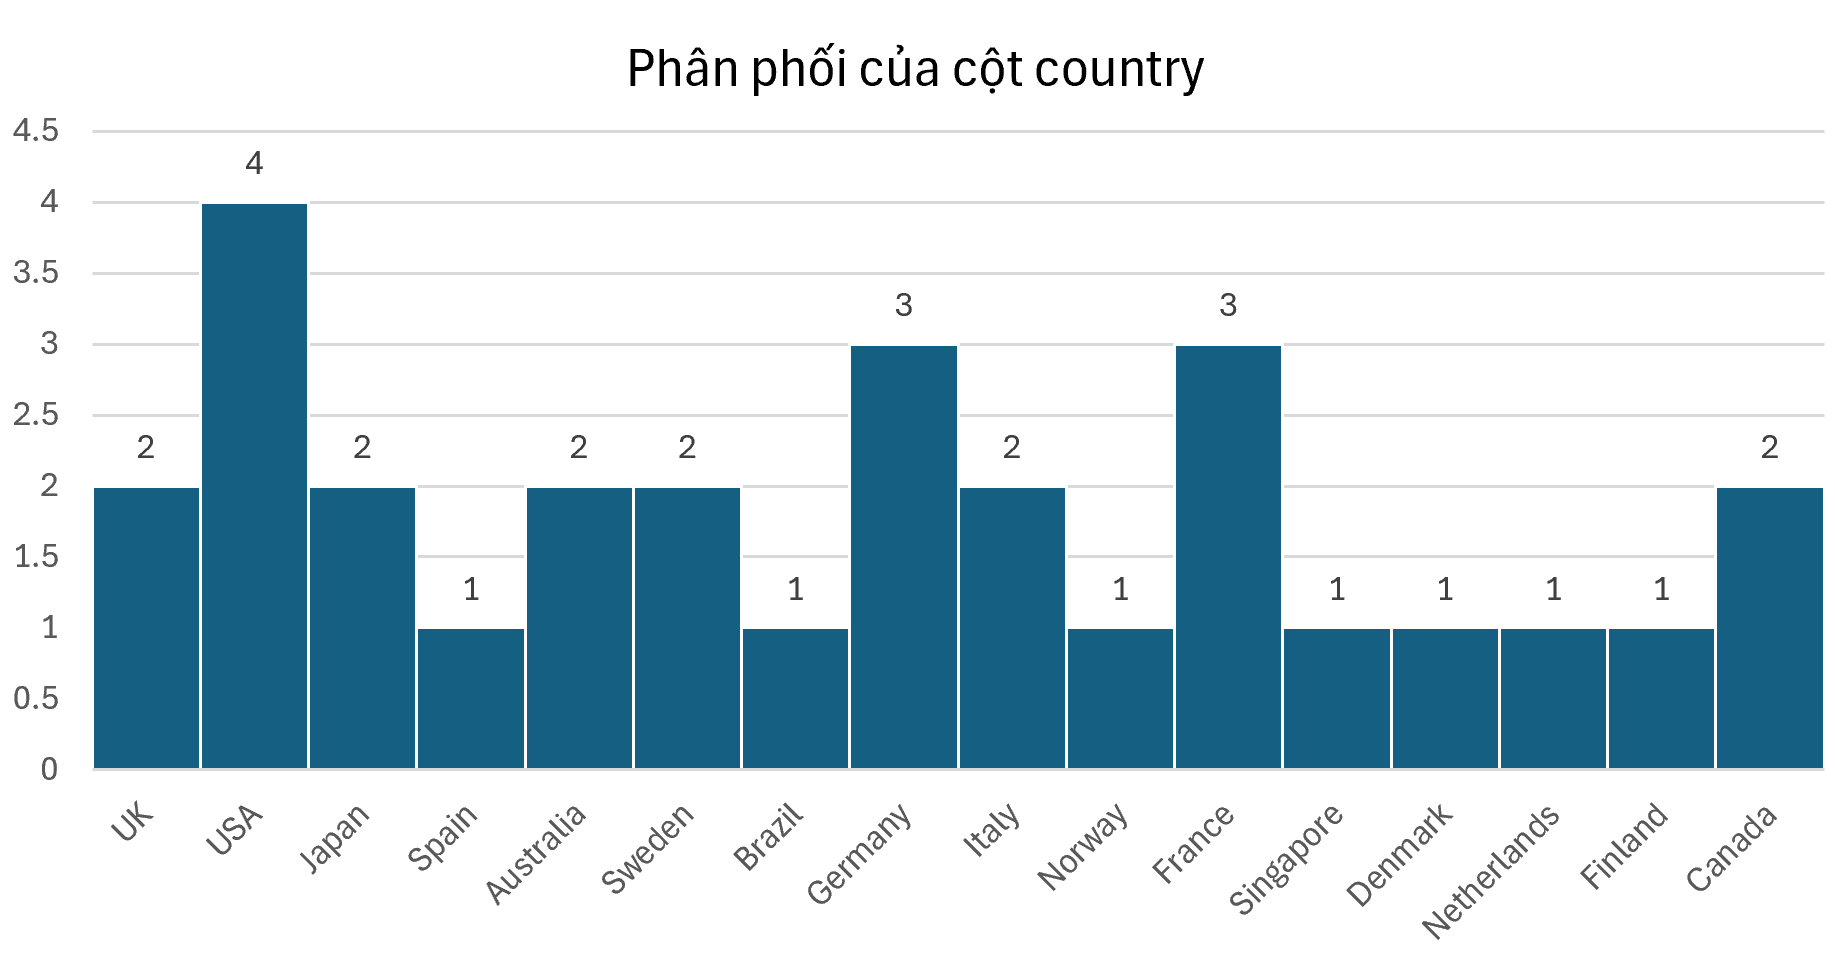 Phân phối của cột country
4.5
4
3.5
3
2.5
2
1.5
1
0.5
0
2
4
2
1
2
2
1
3
2
1
3
1
1
1
1
2
UK
USA
Japan
Spain
Australia
Sweden
Brazil
Germany
Italy
Norway
France
Singapore
Denmark
Netherlands
Finland
Canada